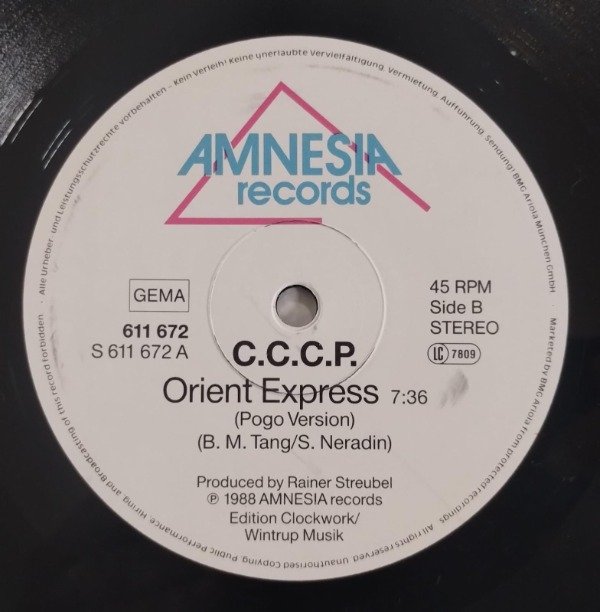 Alle Urheber- und Leistungsschutzrechte vorbehalten – Kein Verleih! Keine unerlaubte Vervielfältigung, Vermietung, Aufführung, Sendung! BMG Ariola München GmbH
AMNESIA
records
GEMA
611 672
S 611 672 A
45 RPM
Side B
STEREO
LC 7809
C.C.C.P.
Orient Express 7:36
(Pogo Version)
(B. M. Tang/S. Neradin)
Produced by Rainer Streubel
℗ 1988 AMNESIA records
Edition Clockwork/
Wintrup Musik
Marketed by BMG Ariola from protected recordings. All rights reserved. Unauthorised Copying, Public Performance, Hiring and Broadcasting of this record forbidden